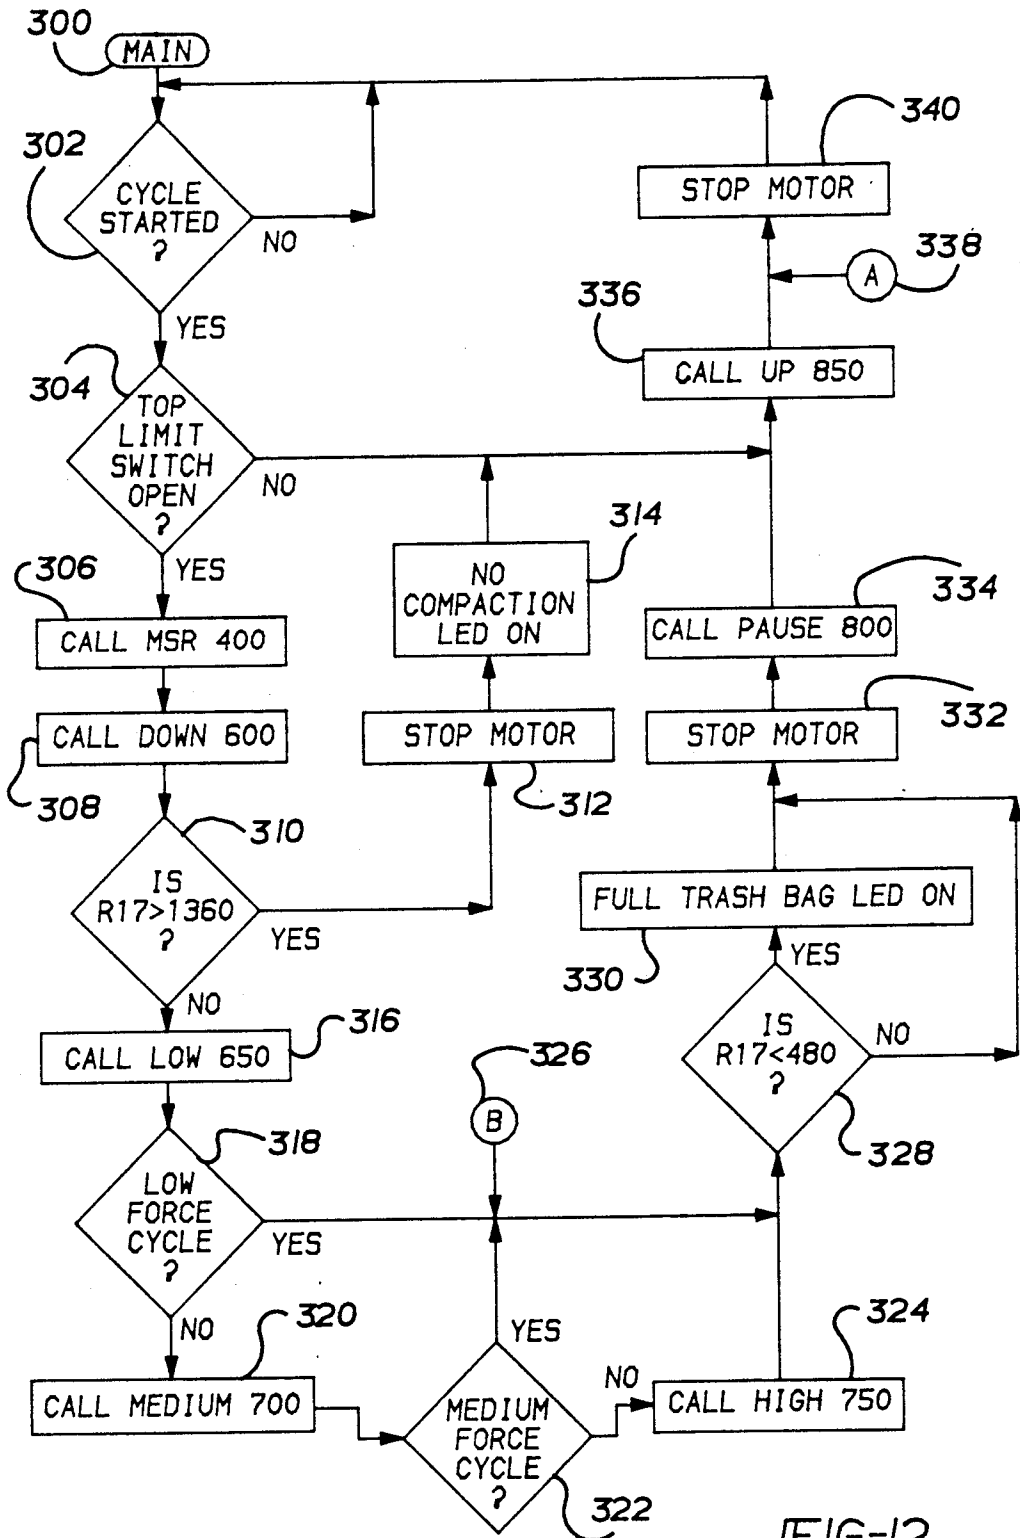 300
MAIN
302
CYCLE
STARTED
?
NO
YES
340
STOP MOTOR
338
A
336
CALL UP 850
304
TOP
LIMIT
SWITCH
OPEN
?
NO
YES
314
NO
COMPACTION
LED ON
334
CALL PAUSE 800
306
CALL MSR 400
332
STOP MOTOR
312
STOP MOTOR
CALL DOWN 600
308
310
IS
R17>1360
?
YES
NO
FULL TRASH BAG LED ON
330
YES
IS
R17<480
?
NO
328
316
CALL LOW 650
326
B
318
LOW
FORCE
CYCLE
?
YES
NO
320
CALL MEDIUM 700
YES
MEDIUM
FORCE
CYCLE
?
322
NO
324
CALL HIGH 750
FIG-12